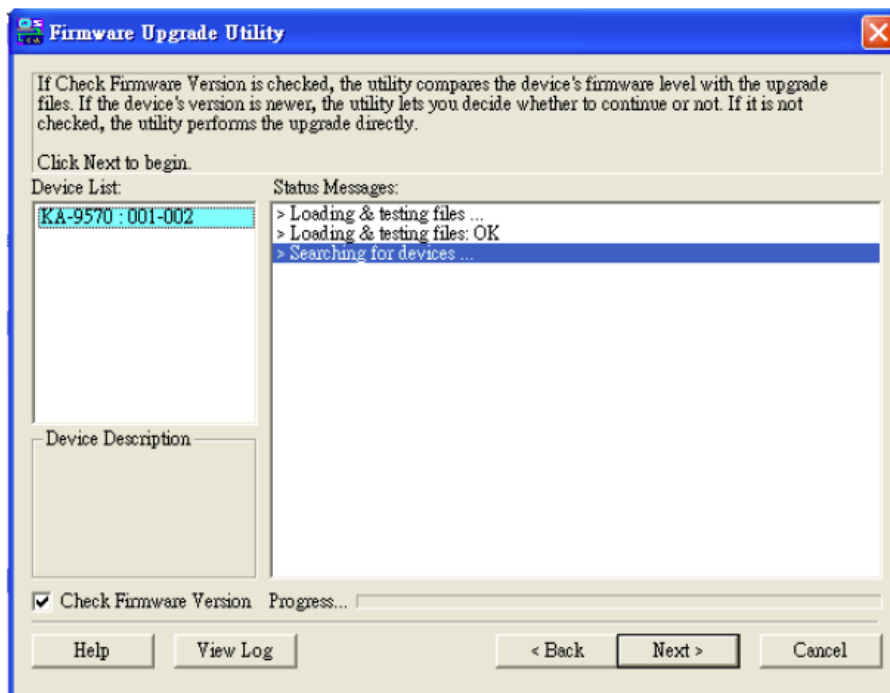 Firmware Upgrade Utility
If Check Firmware Version is checked, the utility compares the device's firmware level with the upgrade
files. If the device's version is newer, the utility lets you decide whether to continue or not. If it is not
checked, the utility performs the upgrade directly.
Click Next to begin.
Device List:
KA-9570 : 001-002
Status Messages:
> Loading & testing files ...
> Loading & testing files: OK
> Searching for devices ...
Device Description
Check Firmware Version
Progress...
Help
View Log
< Back
Next >
Cancel